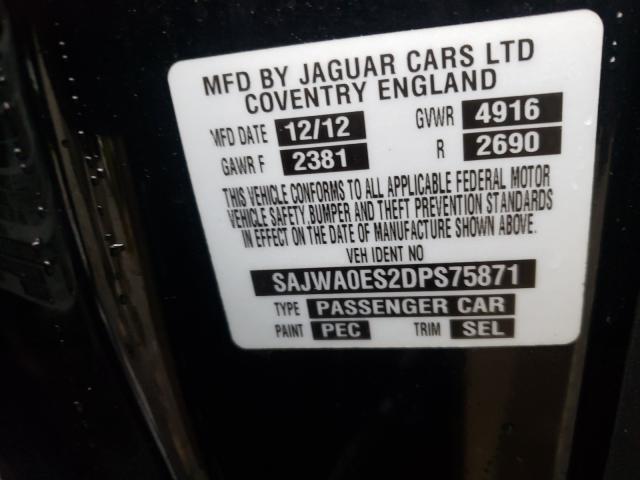 MFD BY JAGUAR CARS LTD
COVENTRY ENGLAND
MFD DATE 12/12 GVWR 4916
GAWR F 2381 R 2690
THIS VEHICLE CONFORMS TO ALL APPLICABLE FEDERAL MOTOR
VEHICLE SAFETY, BUMPER AND THEFT PREVENTION STANDARDS
IN EFFECT ON THE DATE OF MANUFACTURE SHOWN ABOVE.
VEH IDENT NO
SAJWA0ES2DPS75871
TYPE PASSENGER CAR
PAINT PEC TRIM SEL